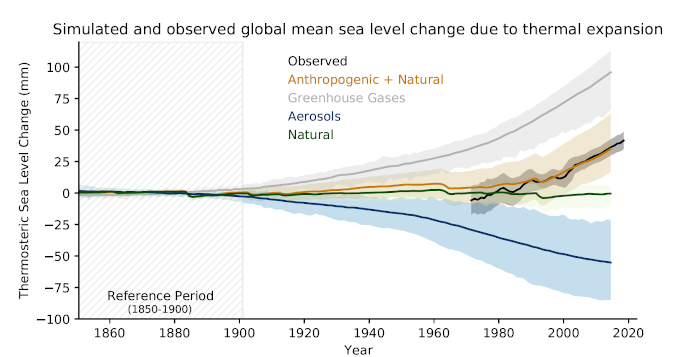 Simulated and observed global mean sea level change due to thermal expansion
Thermosteric Sea Level Change (mm)
100
75
50
25
0
−25
−50
−75
−100
Observed
Anthropogenic + Natural
Greenhouse Gases
Aerosols
Natural
Reference Period
(1850-1900)
1860 1880 1900 1920 1940 1960 1980 2000 2020
Year